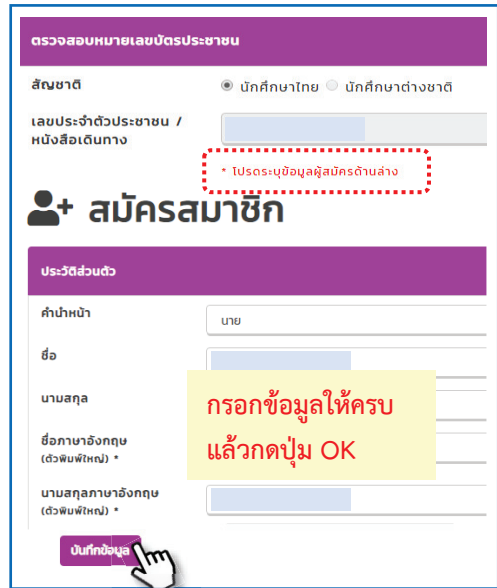 ตรวจสอบหมายเลขบัตรประชาชน
สัญชาติ
นักศึกษาไทย นักศึกษาต่างชาติ
เลขประจำตัวประชาชน /
หนังสือเดินทาง
* โปรดระบุข้อมูลผู้สมัครด้านล่าง
สมัครสมาชิก
ประวัติส่วนตัว
คำนำหน้า
นาย
ชื่อ
นามสกุล
กรอกข้อมูลให้ครบ
แล้วกดปุ่ม OK
ชื่อภาษาอังกฤษ
(ตัวพิมพ์ใหญ่) *
นามสกุลภาษาอังกฤษ
(ตัวพิมพ์ใหญ่) *
บันทึกข้อมูล